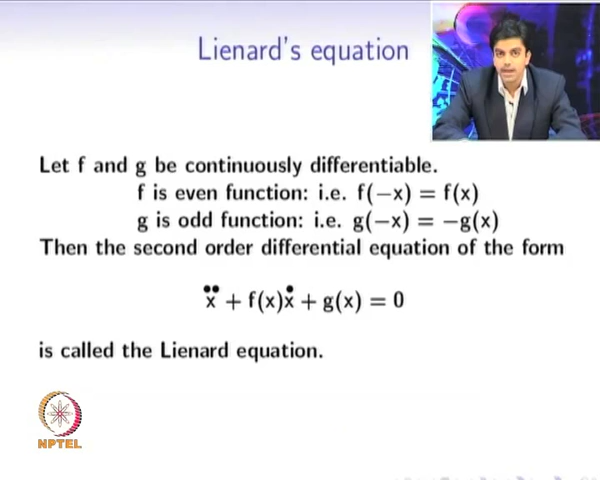 Lienard's equation
Let f and g be continuously differentiable.
f is even function: i.e. f(−x) = f(x)
g is odd function: i.e. g(−x) = −g(x)
Then the second order differential equation of the form
ẍ + f(x)ẋ + g(x) = 0
is called the Lienard equation.
NPTEL